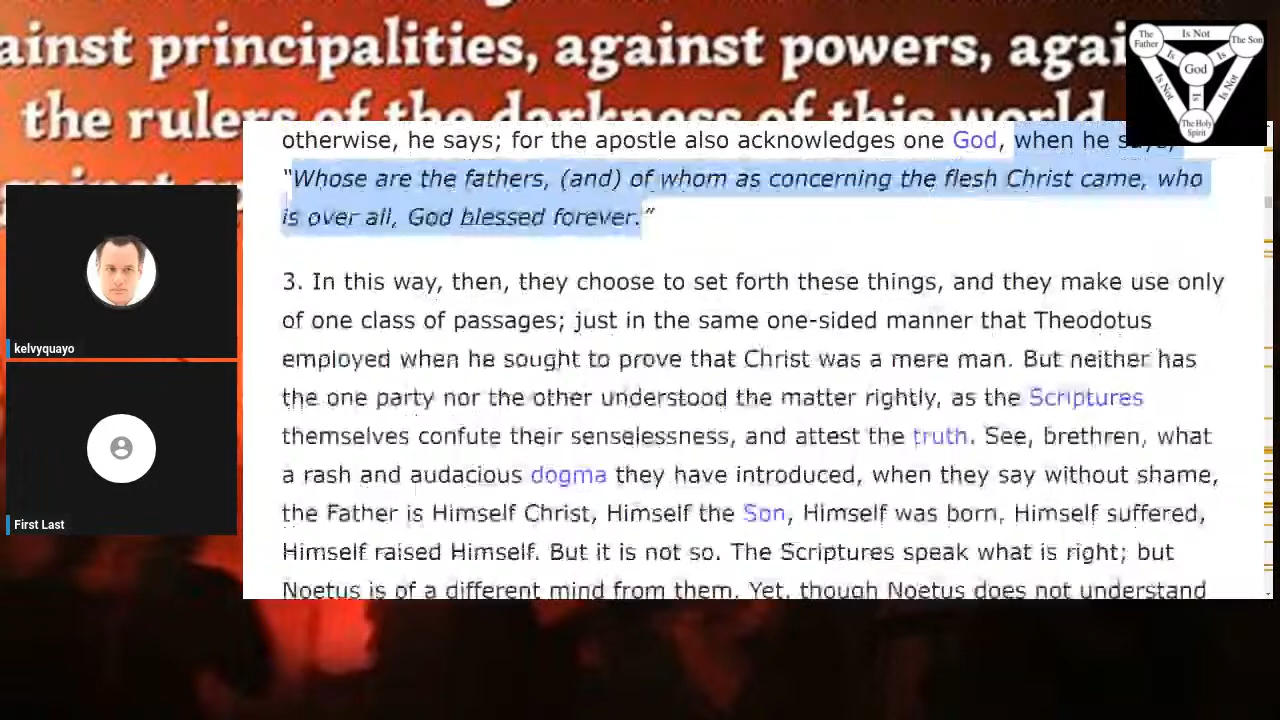 ainst principalities, against powers, agai
the rulers of the darkness of this world
The Father
Is Not
The Son
Is
Is
God
Is Not
Is
Is Not
The Holy Spirit
otherwise, he says; for the apostle also acknowledges one God, when he says,
“Whose are the fathers, (and) of whom as concerning the flesh Christ came, who
is over all, God blessed forever.”
3. In this way, then, they choose to set forth these things, and they make use only
of one class of passages; just in the same one-sided manner that Theodotus
employed when he sought to prove that Christ was a mere man. But neither has
the one party nor the other understood the matter rightly, as the Scriptures
themselves confute their senselessness, and attest the truth. See, brethren, what
a rash and audacious dogma they have introduced, when they say without shame,
the Father is Himself Christ, Himself the Son, Himself was born, Himself suffered,
Himself raised Himself. But it is not so. The Scriptures speak what is right; but
Noetus is of a different mind from them. Yet, though Noetus does not understand
kelvyquayo
First Last